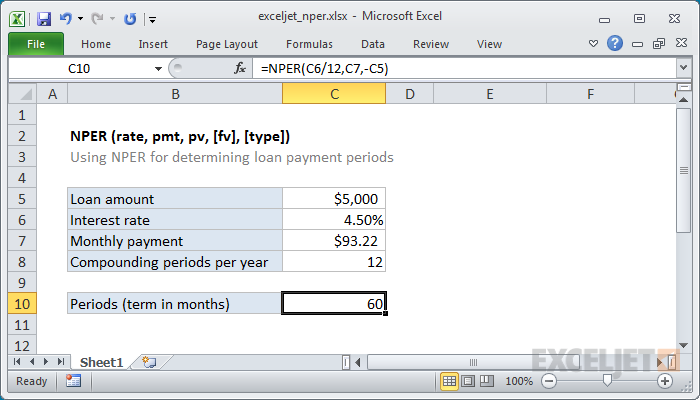 exceljet_nper.xlsx - Microsoft Excel
File Home Insert Page Layout Formulas Data Review View
C10 fx =NPER(C6/12,C7,-C5)
A B C D E F
1
2 NPER (rate, pmt, pv, [fv], [type])
3 Using NPER for determining loan payment periods
4
5 Loan amount $5,000
6 Interest rate 4.50%
7 Monthly payment $93.22
8 Compounding periods per year 12
9
10 Periods (term in months) 60
11
12
Sheet1
EXCELJET
Ready 100%